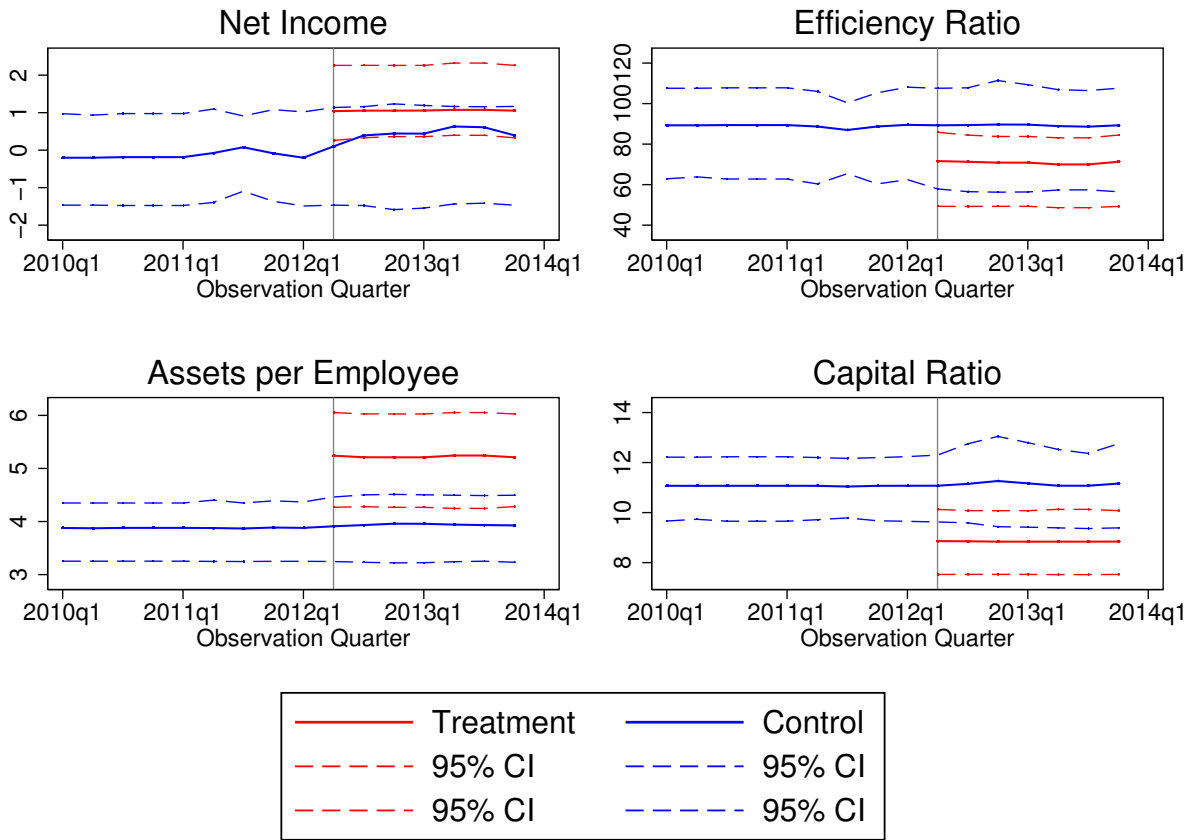 Net Income
2
1
0
−1
−2
2010q1 2011q1 2012q1 2013q1 2014q1
Observation Quarter
Efficiency Ratio
120
100
80
60
40
2010q1 2011q1 2012q1 2013q1 2014q1
Observation Quarter
Assets per Employee
6
5
4
3
2010q1 2011q1 2012q1 2013q1 2014q1
Observation Quarter
Capital Ratio
14
12
10
8
2010q1 2011q1 2012q1 2013q1 2014q1
Observation Quarter
Treatment Control
95% CI 95% CI
95% CI 95% CI